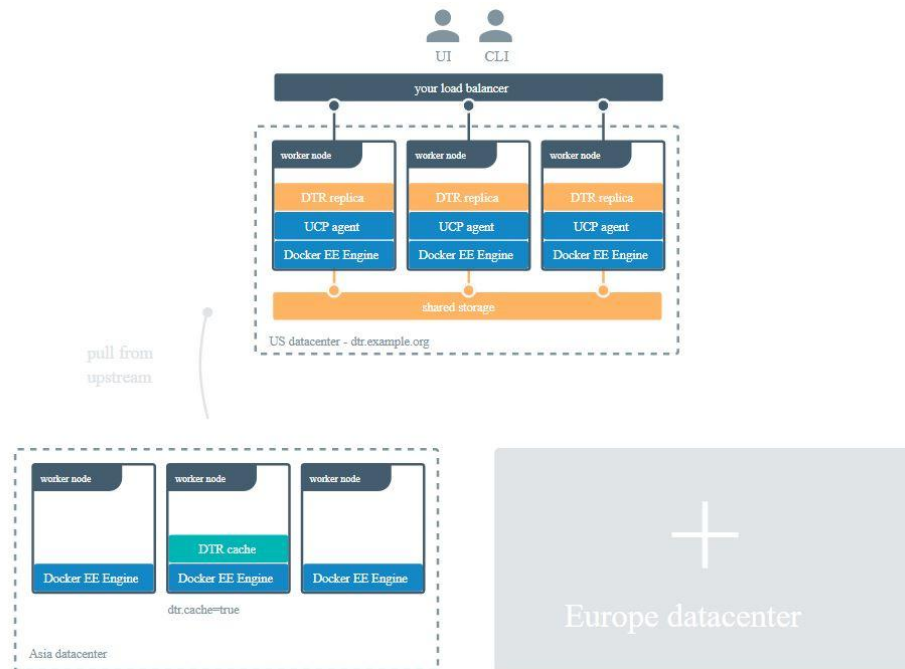 UI
CLI
your load balancer
worker node
worker node
worker node
DTR replica
DTR replica
DTR replica
UCP agent
UCP agent
UCP agent
Docker EE Engine
Docker EE Engine
Docker EE Engine
shared storage
US datacenter - dtr.example.org
pull from
upstream
worker node
worker node
worker node
DTR cache
Docker EE Engine
Docker EE Engine
Docker EE Engine
dtr.cache=true
Asia datacenter
Europe datacenter